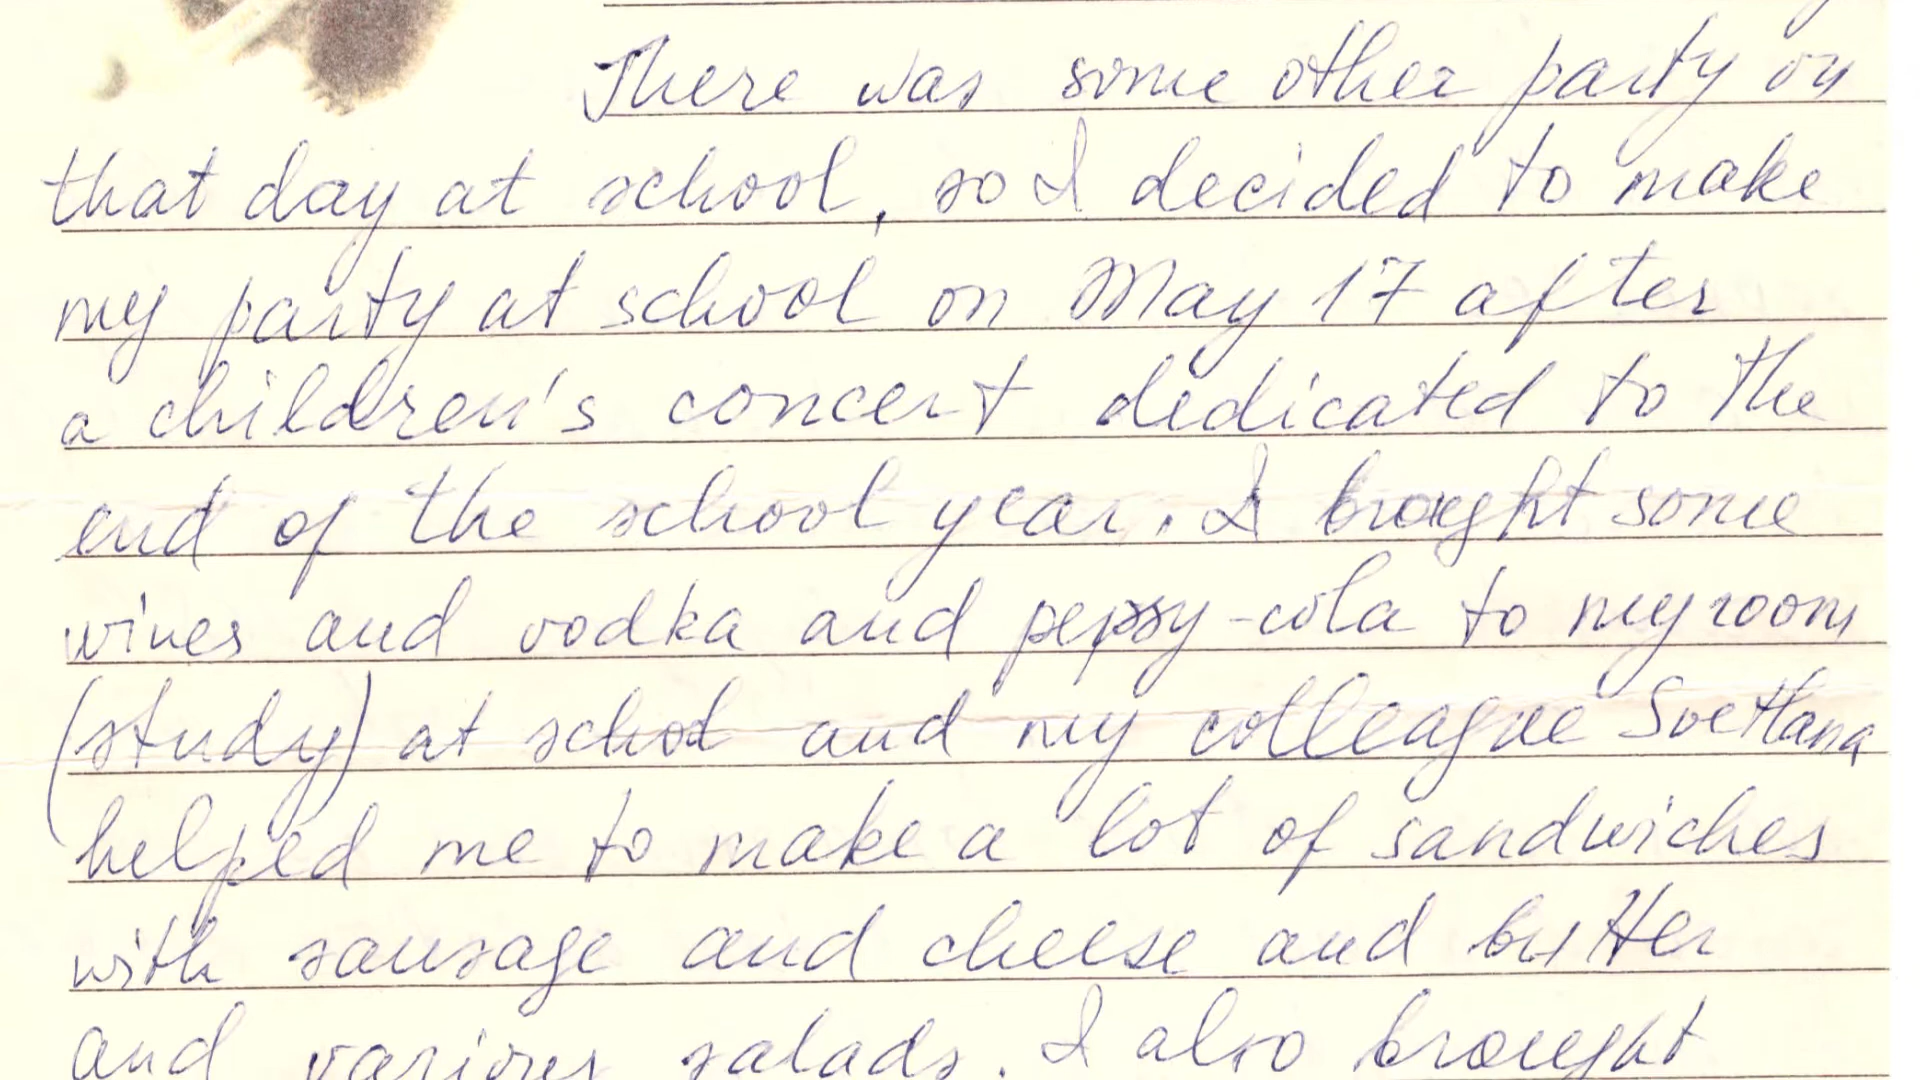 There was some other party on
that day at school, so I decided to make
my party at school on May 17 after
a children's concert dedicated to the
end of the school year. I brought some
wines and vodka and pepsy-cola to my room
(study) at school and my colleague Svetlana
helped me to make a lot of sandwiches
with sausage and cheese and butter
and various salads. I also brought